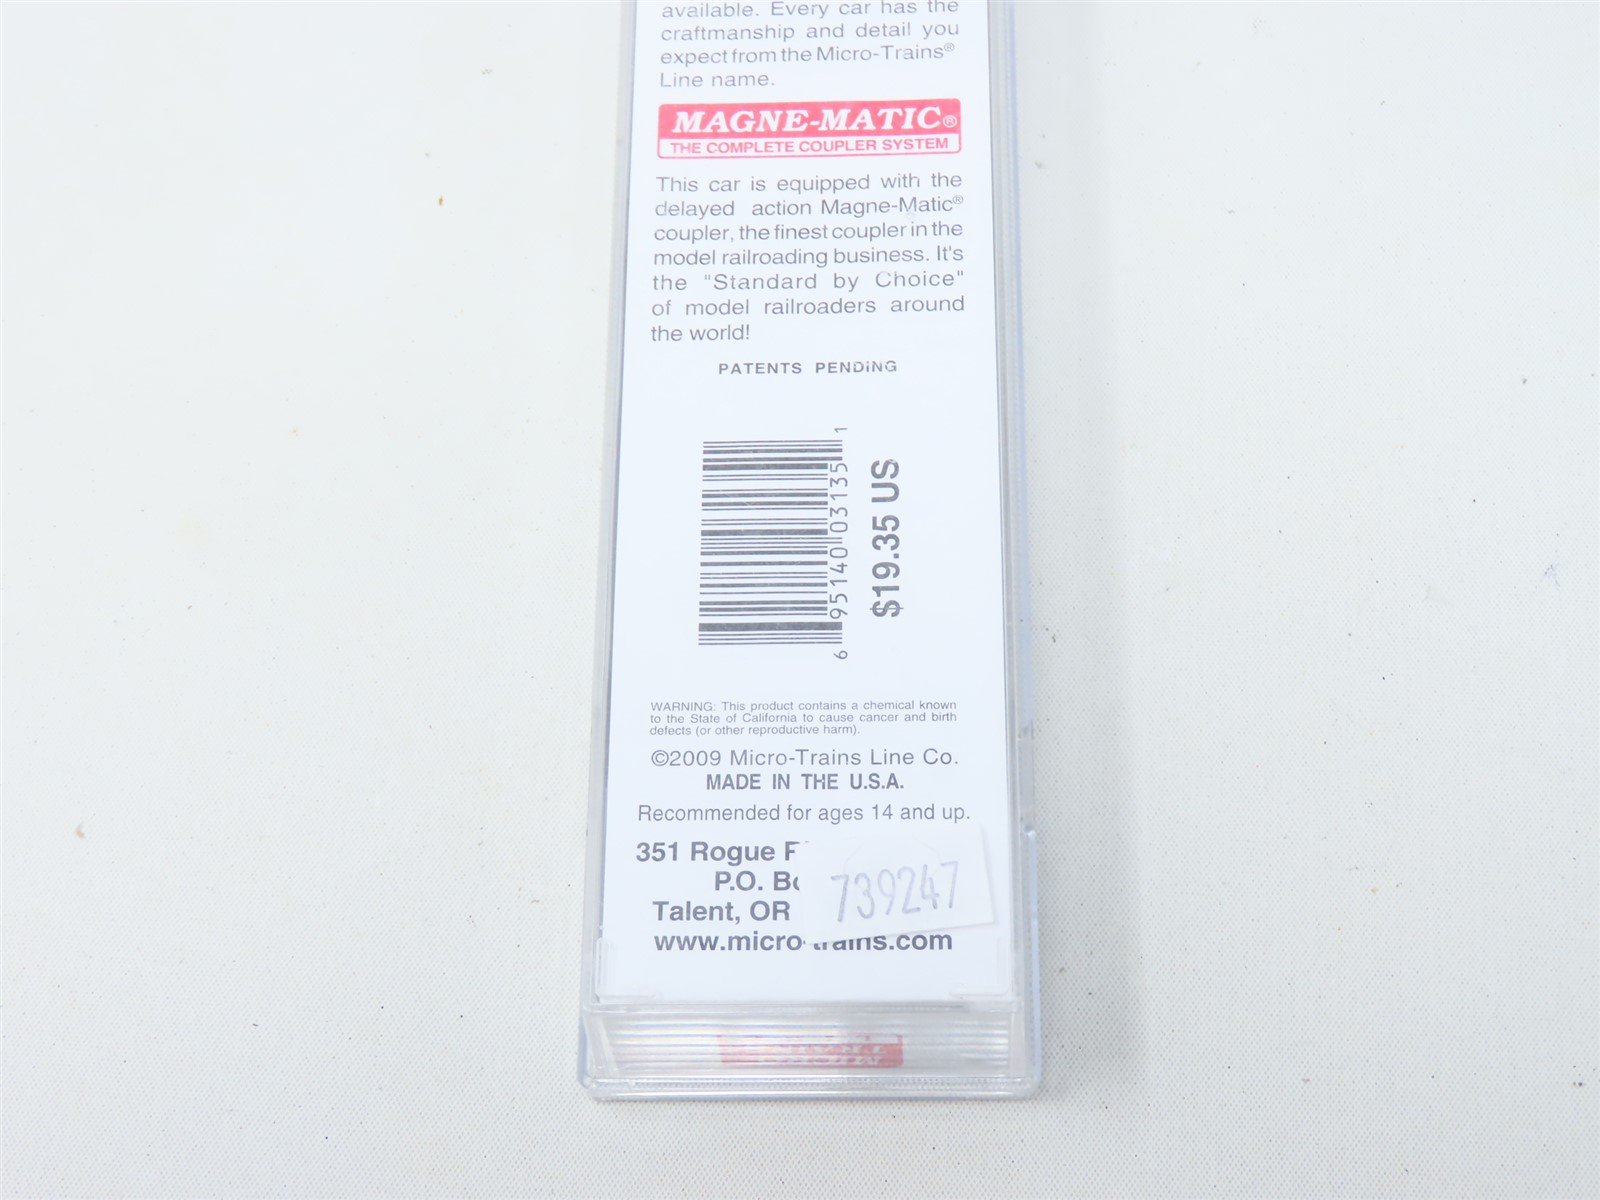 available. Every car has the
craftmanship and detail you
expect from the Micro-Trains®
Line name.
MAGNE-MATIC®
THE COMPLETE COUPLER SYSTEM
This car is equipped with the
delayed action Magne-Matic®
coupler, the finest coupler in the
model railroading business. It's
the "Standard by Choice"
of model railroaders around
the world!
PATENTS PENDING
6 95140 03135 1
$19.35 US
WARNING: This product contains a chemical known
to the State of California to cause cancer and birth
defects (or other reproductive harm).
©2009 Micro-Trains Line Co.
MADE IN THE U.S.A.
Recommended for ages 14 and up.
351 Rogue
P.O.
Talent, OR
739247
www.micro-trains.com